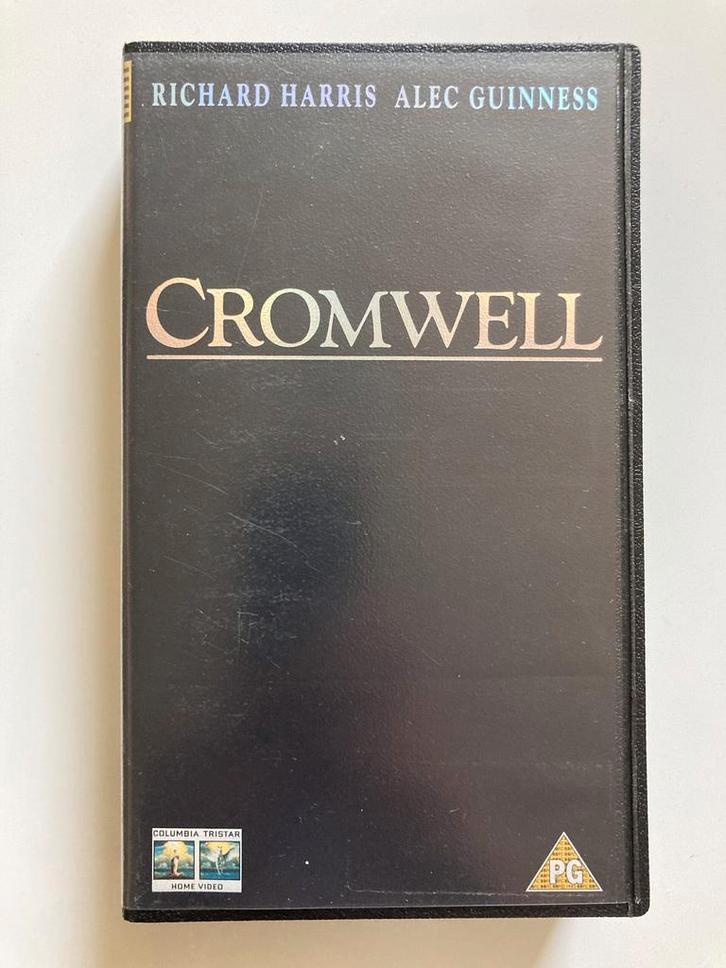 RICHARD HARRIS ALEC GUINNESS
CROMWELL
COLUMBIA TRISTAR
HOME VIDEO
PG